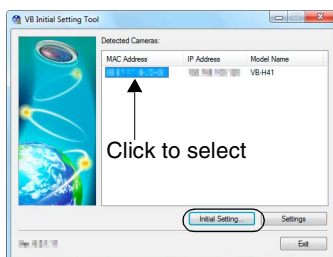 VB Initial Setting Tool
Detected Cameras:
MAC Address IP Address Model Name
VB-H41
Click to select
Initial Setting... Settings
Exit